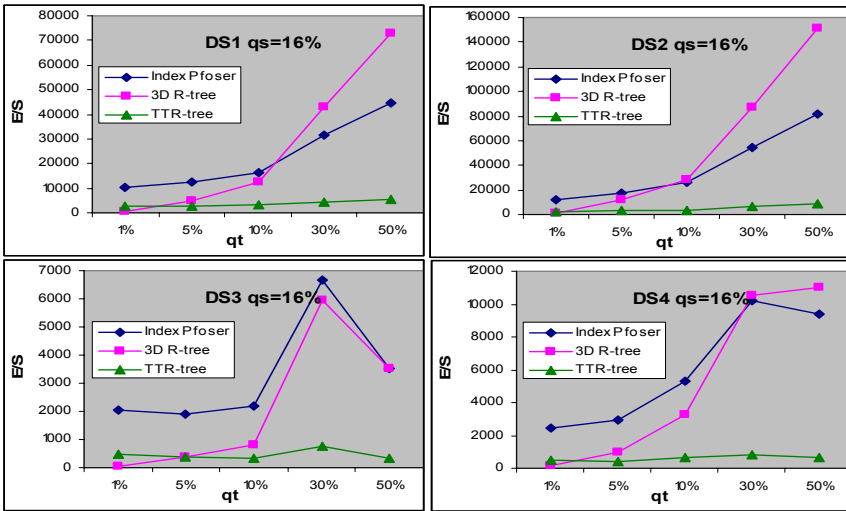 DS1 qs=16%
E/S
80000
70000
60000
50000
40000
30000
20000
10000
0
Index Pfoser
3D R-tree
TTR-tree
1% 5% 10% 30% 50%
qt
DS2 qs=16%
E/S
160000
140000
120000
100000
80000
60000
40000
20000
0
Index Pfoser
3D R-tree
TTR-tree
1% 5% 10% 30% 50%
qt
DS3 qs=16%
E/S
7000
6000
5000
4000
3000
2000
1000
0
Index Pfoser
3D R-tree
TTR-tree
1% 5% 10% 30% 50%
qt
DS4 qs=16%
E/S
12000
10000
8000
6000
4000
2000
0
Index Pfoser
3D R-tree
TTR-tree
1% 5% 10% 30% 50%
qt